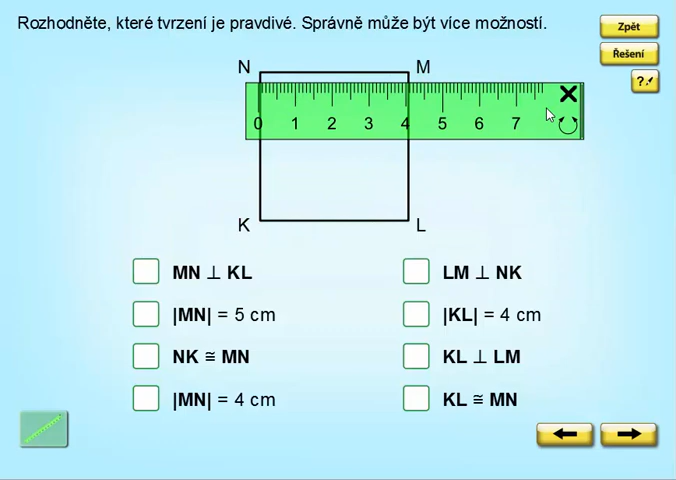 Rozhodněte, které tvrzení je pravdivé. Správně může být více možností.
Zpět
Řešení
?
N M
0 1 2 3 4 5 6 7
K L
MN ⊥ KL
LM ⊥ NK
|MN| = 5 cm
|KL| = 4 cm
NK ≅ MN
KL ⊥ LM
|MN| = 4 cm
KL ≅ MN